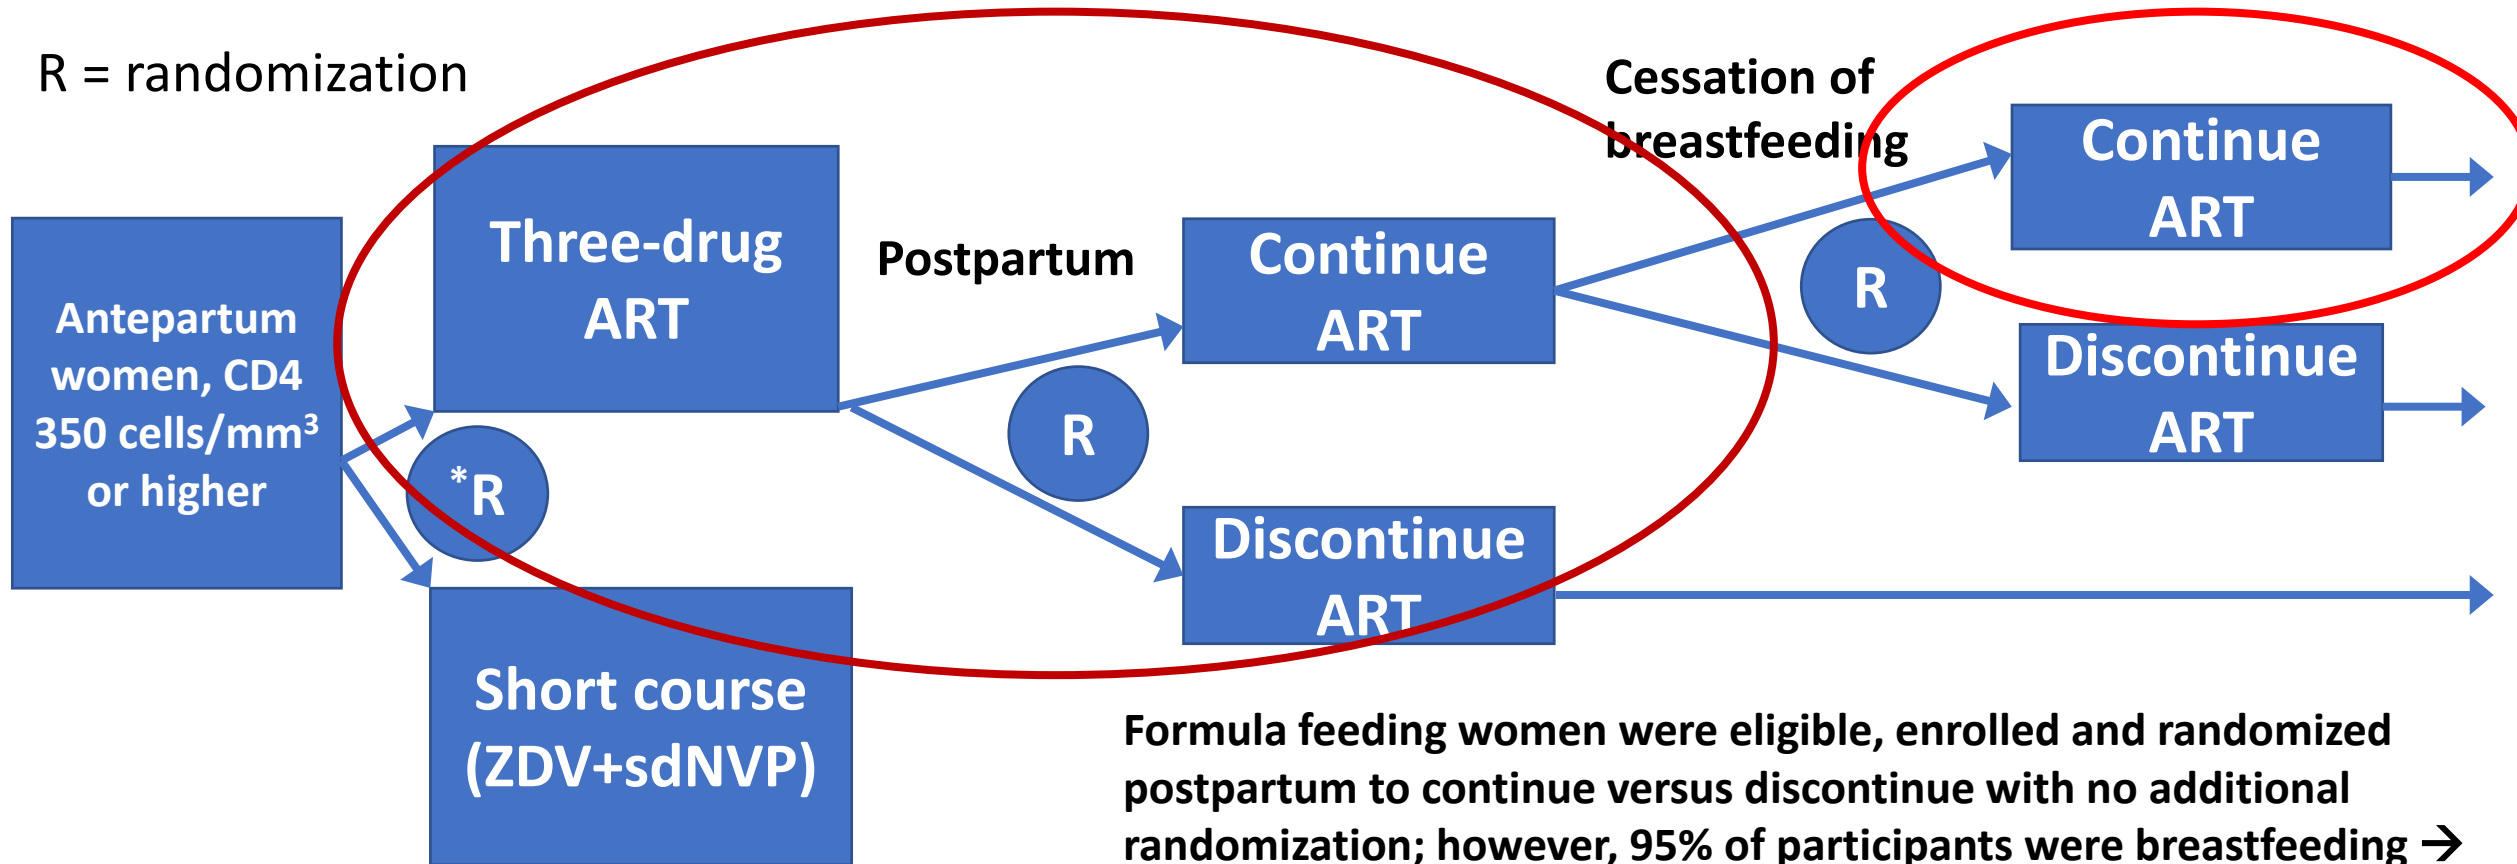 R = randomization
Antepartum
women, CD4
350 cells/mm³
or higher
Three-drug
ART
*R
Short course
(ZDV+sdNVP)
Postpartum
R
Continue
ART
Discontinue
ART
Cessation of
breastfeeding
R
Continue
ART
Discontinue
ART
Formula feeding women were eligible, enrolled and randomized
postpartum to continue versus discontinue with no additional
randomization; however, 95% of participants were breastfeeding →